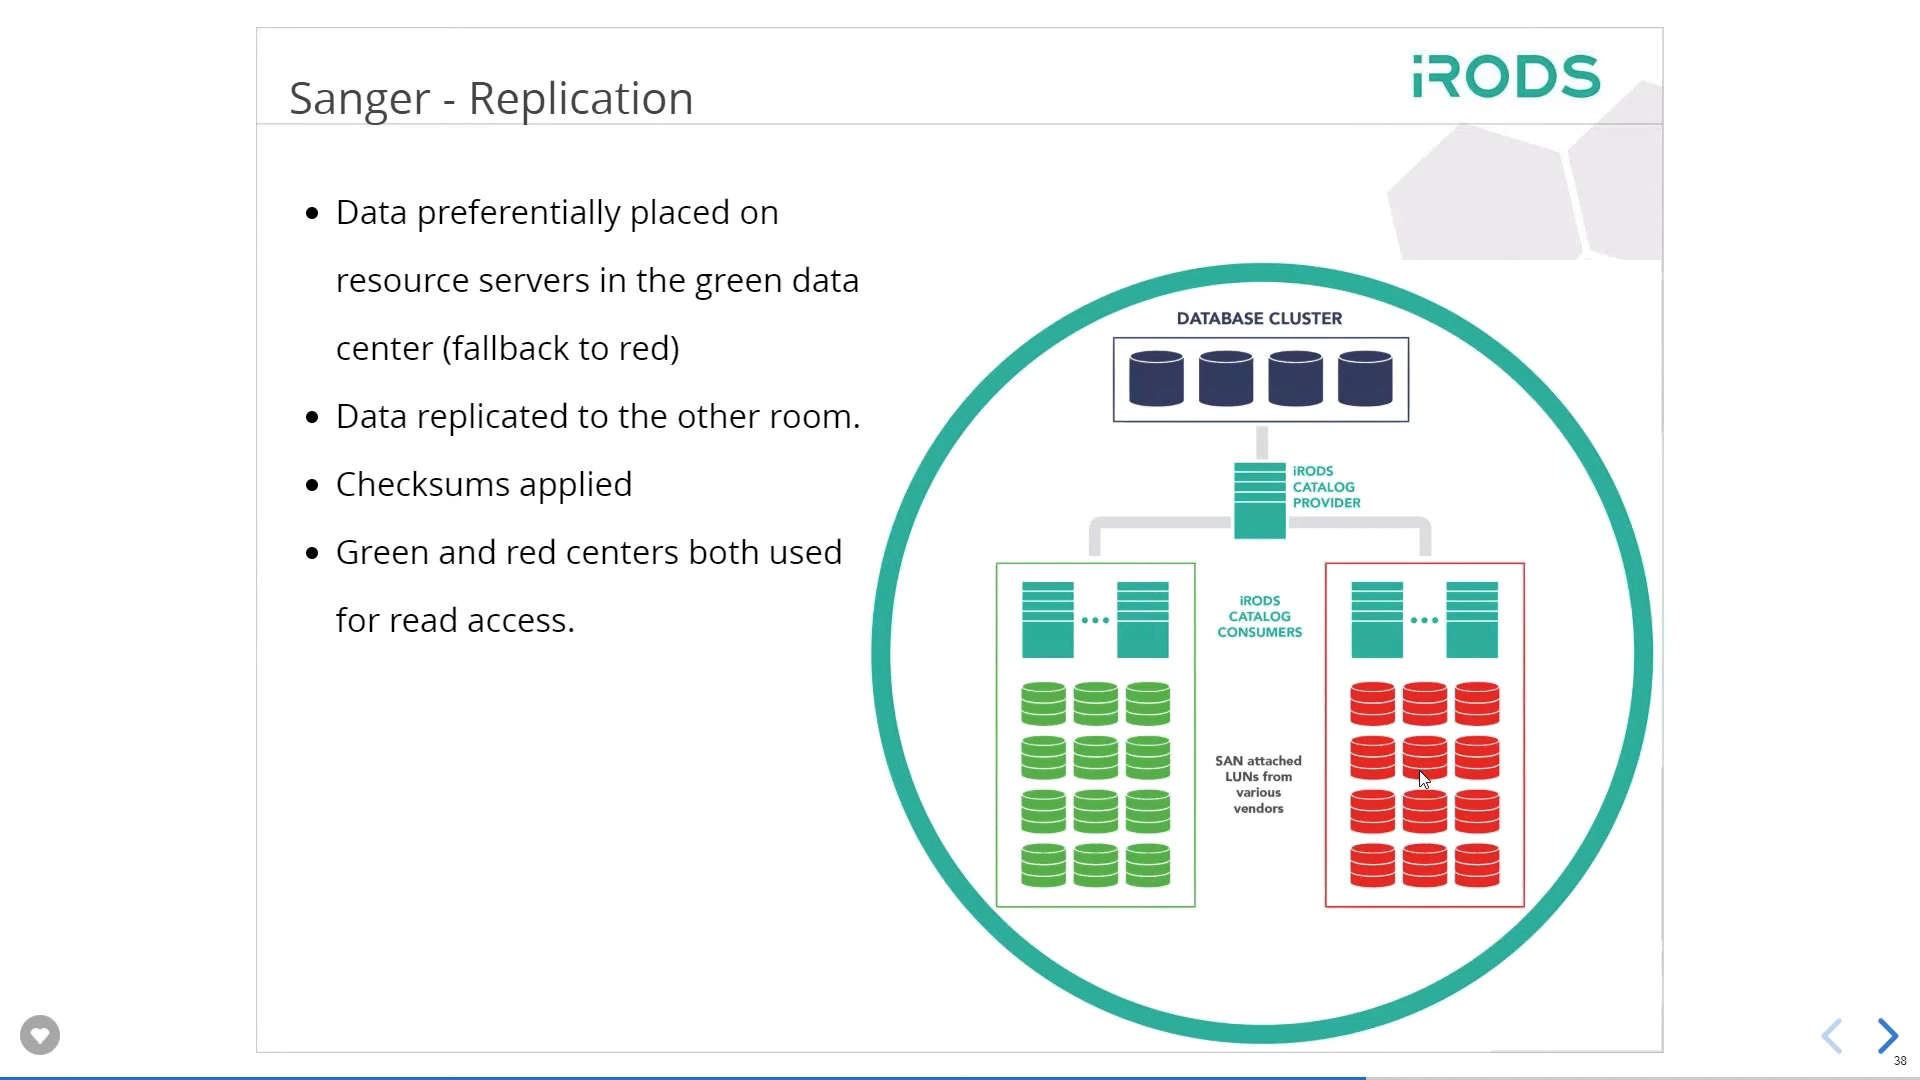 iRODS
Sanger - Replication
• Data preferentially placed on
resource servers in the green data
center (fallback to red)
• Data replicated to the other room.
• Checksums applied
• Green and red centers both used
for read access.
DATABASE CLUSTER
iRODS
CATALOG
PROVIDER
iRODS
CATALOG
CONSUMERS
SAN attached
LUNs from
various
vendors
38